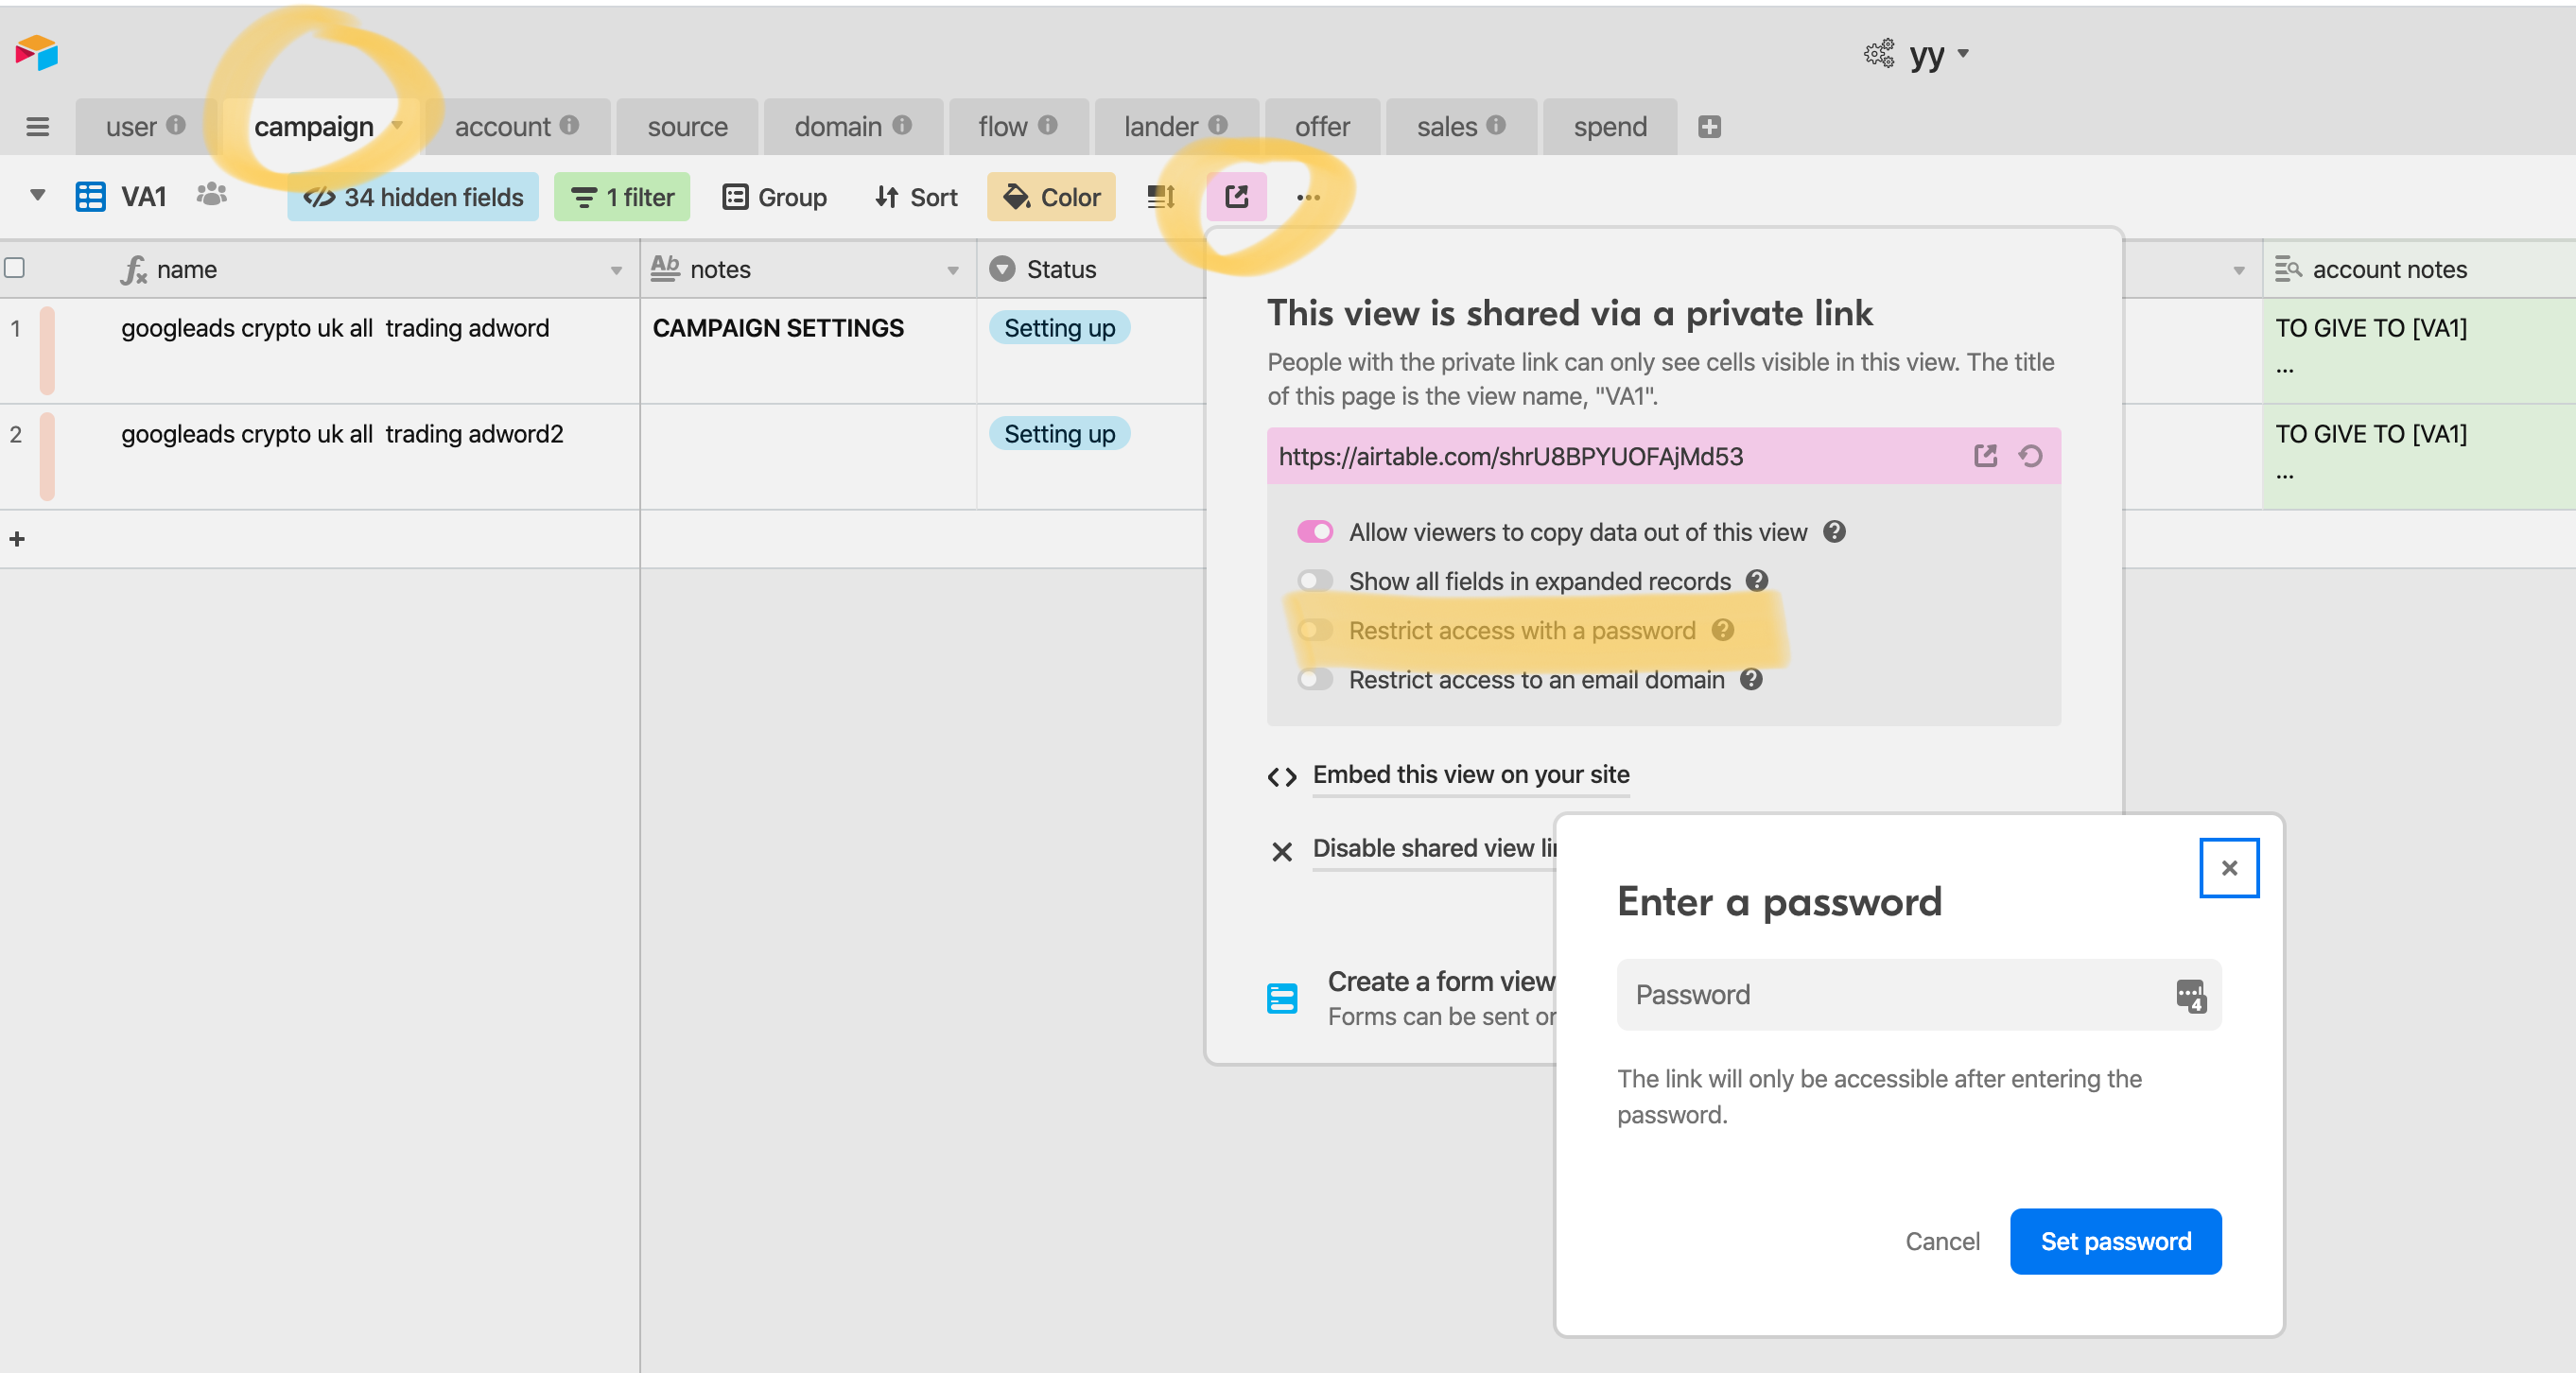 yy
user
campaign
account
source
domain
flow
lander
offer
sales
spend
VA1
34 hidden fields
1 filter
Group
Sort
Color
...
name
notes
Status
account notes
1
googleads crypto uk all  trading adword
CAMPAIGN SETTINGS
Setting up
TO GIVE TO [VA1]
...
2
googleads crypto uk all  trading adword2
Setting up
TO GIVE TO [VA1]
...
+
This view is shared via a private link
People with the private link can only see cells visible in this view. The title
of this page is the view name, "VA1".
https://airtable.com/shrU8BPYUOFAjMd53
Allow viewers to copy data out of this view
Show all fields in expanded records
Restrict access with a password
Restrict access to an email domain
Embed this view on your site
Disable shared view
Create a form view
Forms can be sent
Enter a password
Password
4
The link will only be accessible after entering the
password.
Cancel
Set password